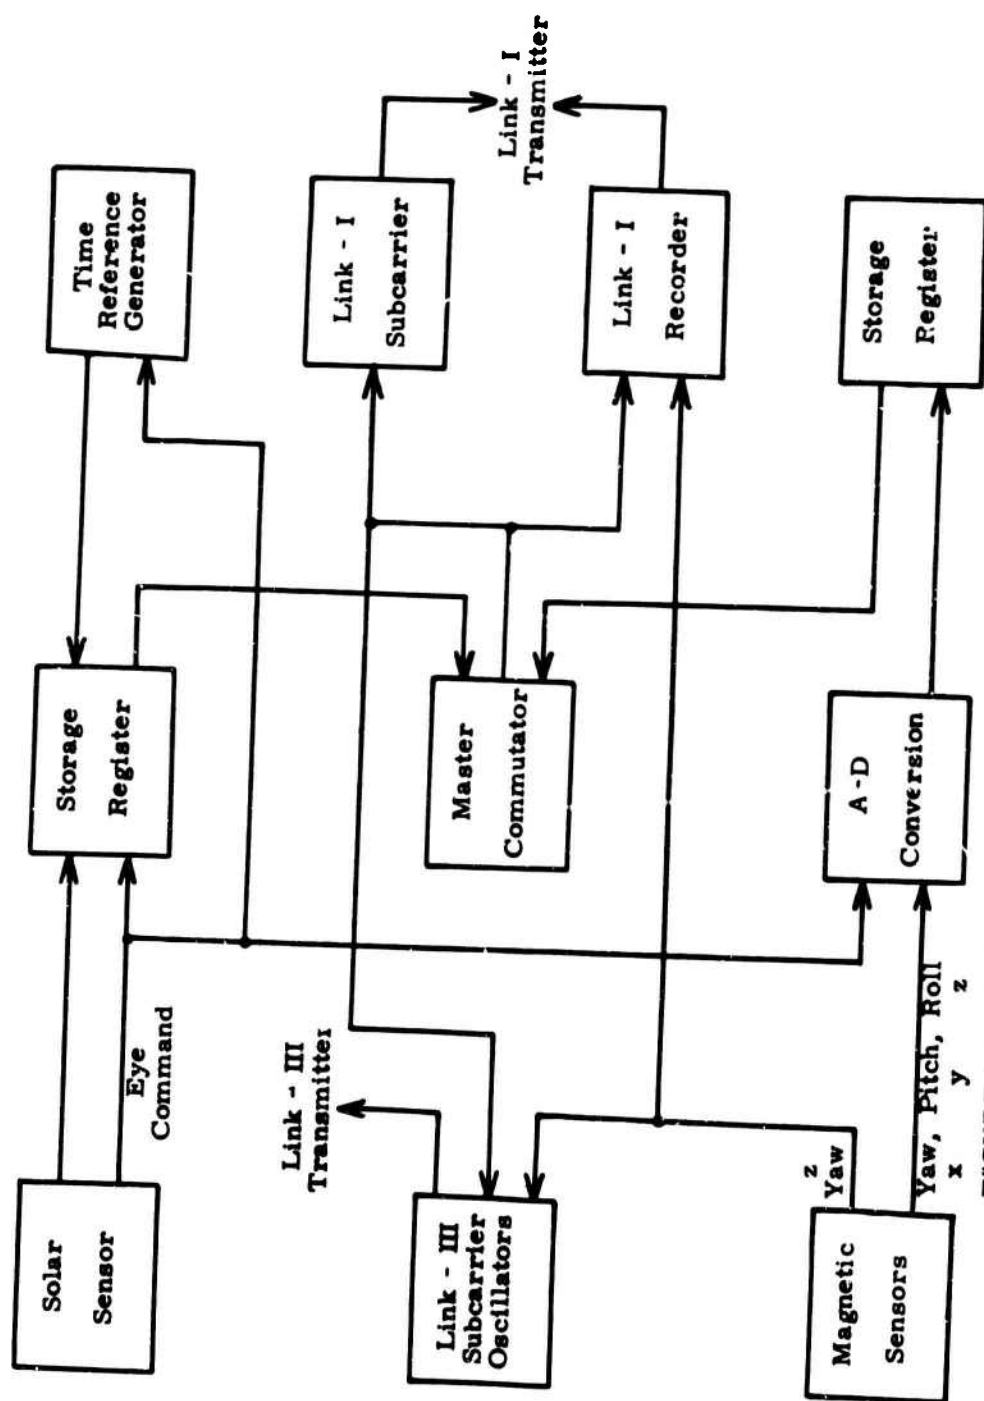 Solar
Sensor
Eye
Command
Storage
Register
Time
Reference
Generator
Link - III
Transmitter
Link - III
Subcarrier
Oscillators
Master
Commutator
Link - I
Subcarrier
Link - I
Transmitter
Link - I
Recorder
Magnetic
Sensors
z
Yaw
Yaw, Pitch, Roll
x y z
A-D
Conversion
Storage
Register